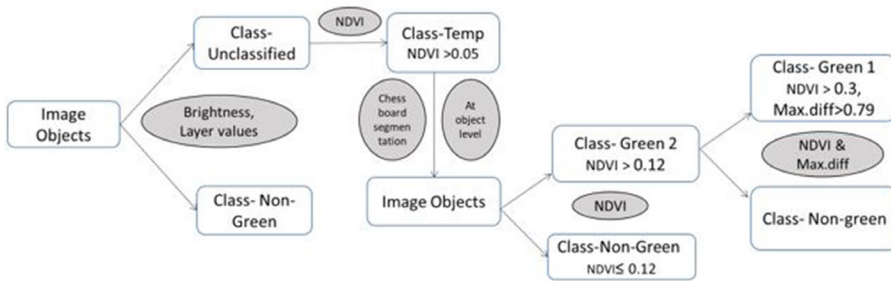 Image
Objects
Brightness,
Layer values
Class-
Unclassified
Class- Non-
Green
NDVI
Class-Temp
NDVI >0.05
Chess
board
segmen
tation
At
object
level
Image Objects
Class- Green 2
NDVI > 0.12
NDVI
Class-Non-Green
NDVI≤ 0.12
Class- Green 1
NDVI > 0.3,
Max.diff>0.79
NDVI &
Max.diff
Class- Non-green